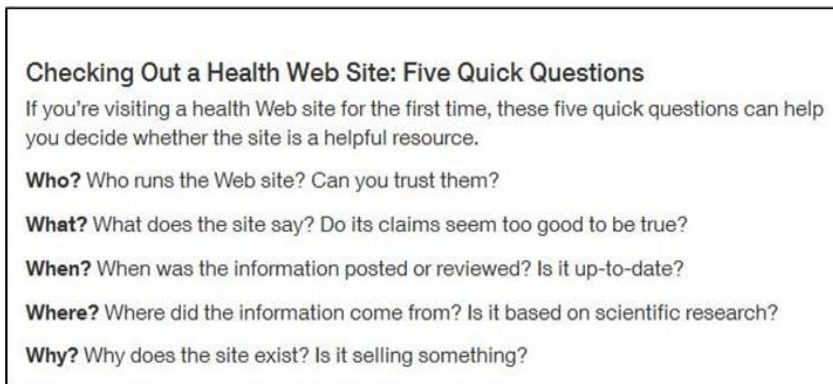 Checking Out a Health Web Site: Five Quick Questions
If you're visiting a health Web site for the first time, these five quick questions can help
you decide whether the site is a helpful resource.
Who? Who runs the Web site? Can you trust them?
What? What does the site say? Do its claims seem too good to be true?
When? When was the information posted or reviewed? Is it up-to-date?
Where? Where did the information come from? Is it based on scientific research?
Why? Why does the site exist? Is it selling something?